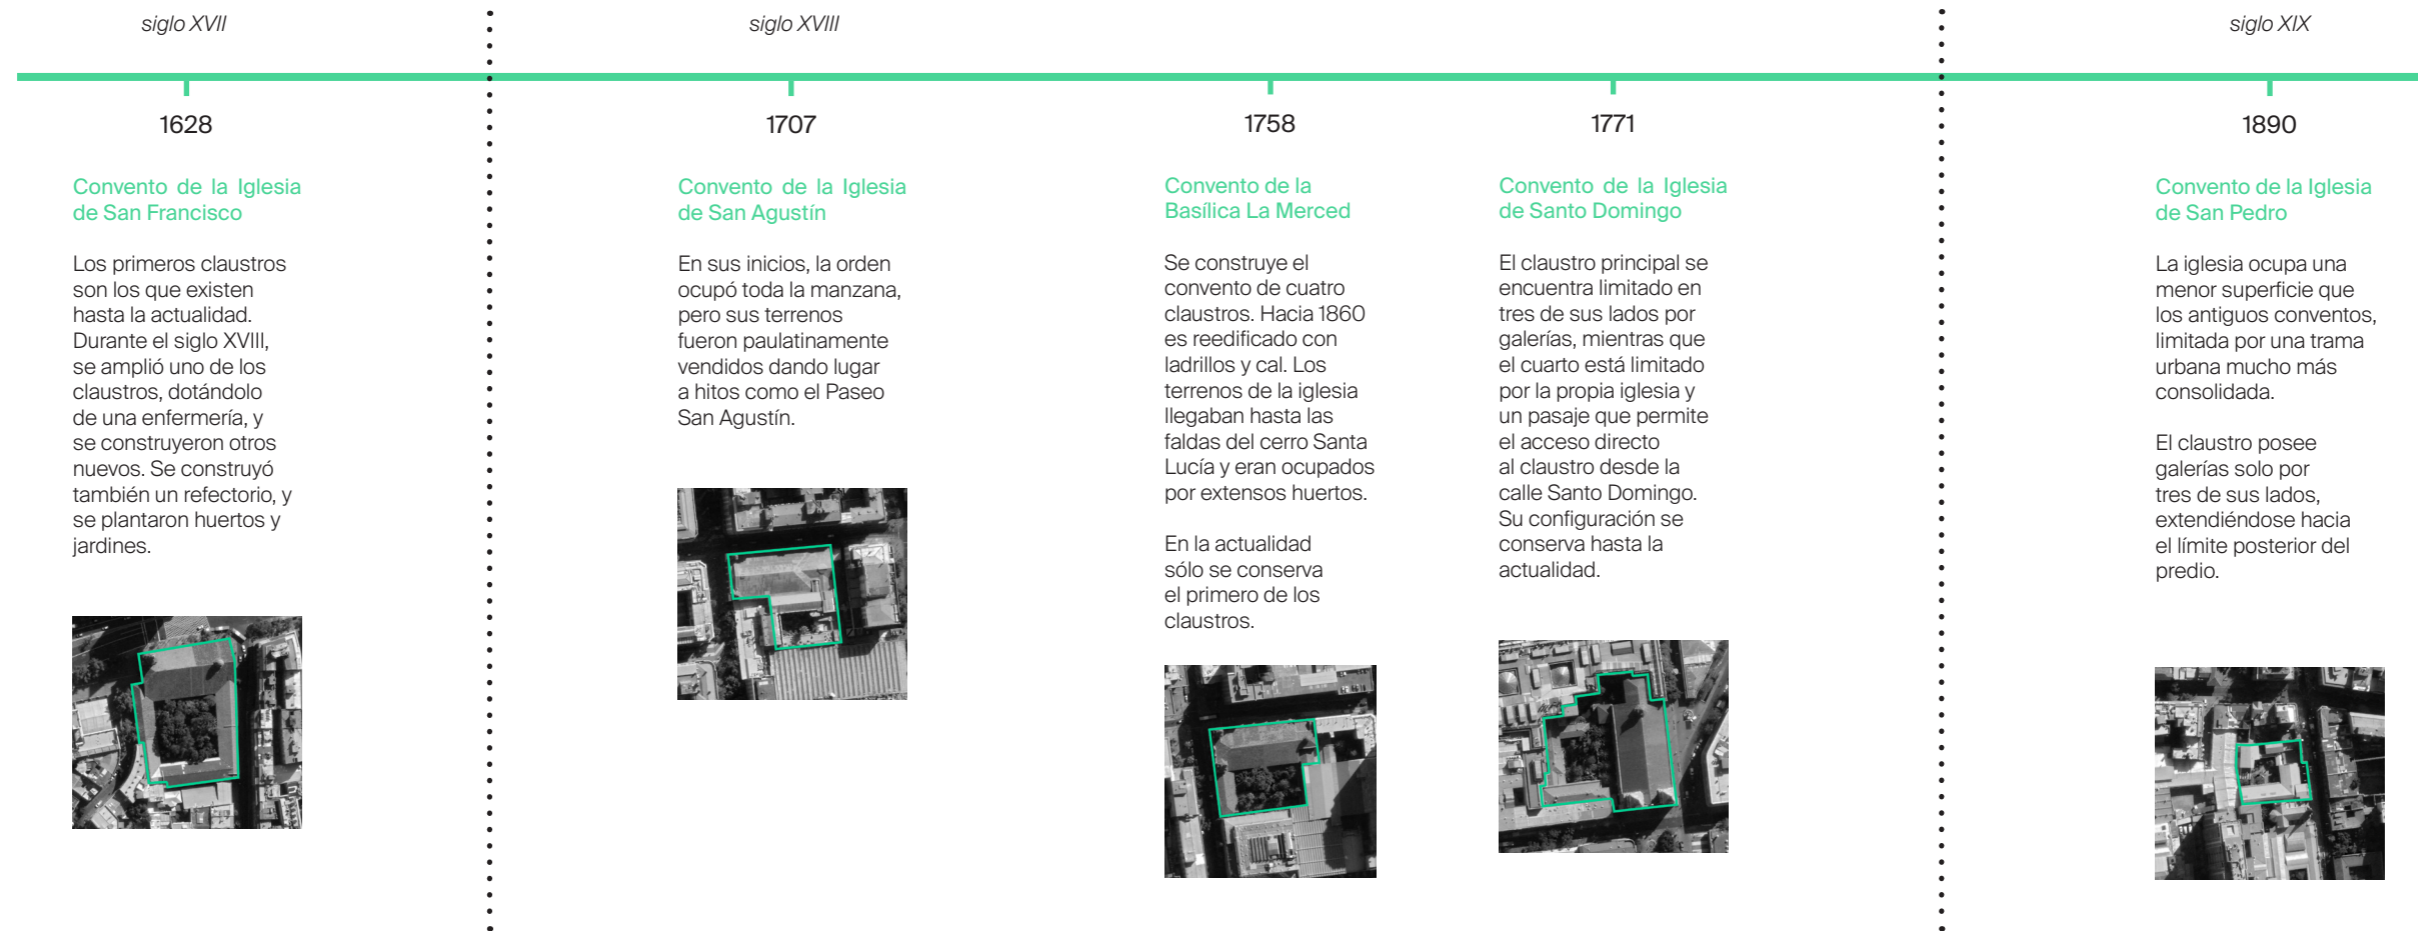 siglo XVII
siglo XVIII
siglo XIX
1628
Convento de la Iglesia
de San Francisco
Los primeros claustros
son los que existen
hasta la actualidad.
Durante el siglo XVIII,
se amplió uno de los
claustros, dotándolo
de una enfermería, y
se construyeron otros
nuevos. Se construyó
también un refectorio, y
se plantaron huertos y
jardines.
1707
Convento de la Iglesia
de San Agustín
En sus inicios, la orden
ocupó toda la manzana,
pero sus terrenos
fueron paulatinamente
vendidos dando lugar
a hitos como el Paseo
San Agustín.
1758
Convento de la
Basílica La Merced
Se construye el
convento de cuatro
claustros. Hacia 1860
es reedificado con
ladrillos y cal. Los
terrenos de la iglesia
llegaban hasta las
faldas del cerro Santa
Lucía y eran ocupados
por extensos huertos.
En la actualidad
sólo se conserva
el primero de los
claustros.
1771
Convento de la Iglesia
de Santo Domingo
El claustro principal se
encuentra limitado en
tres de sus lados por
galerías, mientras que
el cuarto está limitado
por la propia iglesia y
un pasaje que permite
el acceso directo
al claustro desde la
calle Santo Domingo.
Su configuración se
conserva hasta la
actualidad.
1890
Convento de la Iglesia
de San Pedro
La iglesia ocupa una
menor superficie que
los antiguos conventos,
limitada por una trama
urbana mucho más
consolidada.
El claustro posee
galerías solo por
tres de sus lados,
extendiéndose hacia
el límite posterior del
predio.